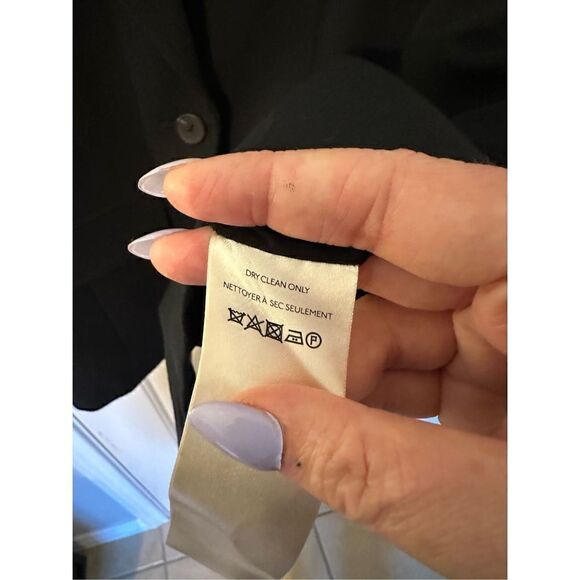 DRY CLEAN ONLY
NETTOYER À SEC SEULEMENT
P